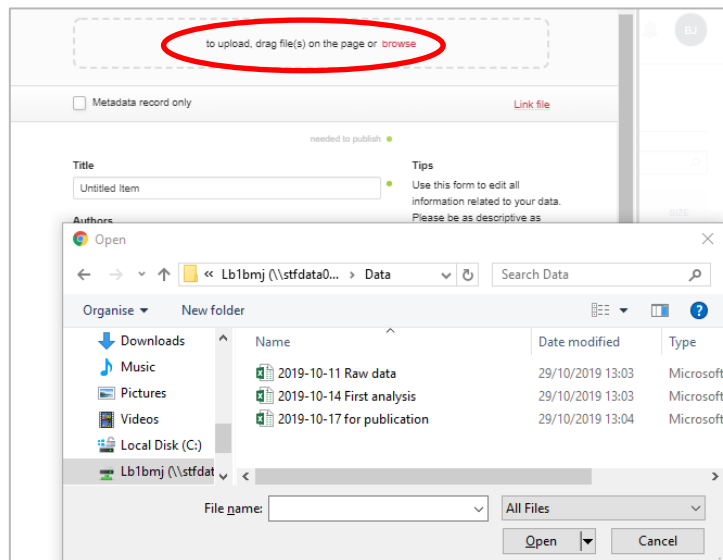 to upload, drag file(s) on the page or browse
EJ
Metadata record only
Link file
needed to publish
Title
Tips
Untitled Item
Use this form to edit all
information related to your data.
Please be as descriptive as
SIZE
Authors
Open
« Lb1bmj (\\stfdata0... > Data
Search Data
Organise
New folder
Name
Date modified
Type
Downloads
Music
Pictures
Videos
Local Disk (C:)
Lb1bmj (\\stfdat
2019-10-11 Raw data
29/10/2019 13:03
Microsoft
2019-10-14 First analysis
29/10/2019 13:03
Microsoft
2019-10-17 for publication
29/10/2019 13:04
Microsoft
File name:
All Files
Open
Cancel